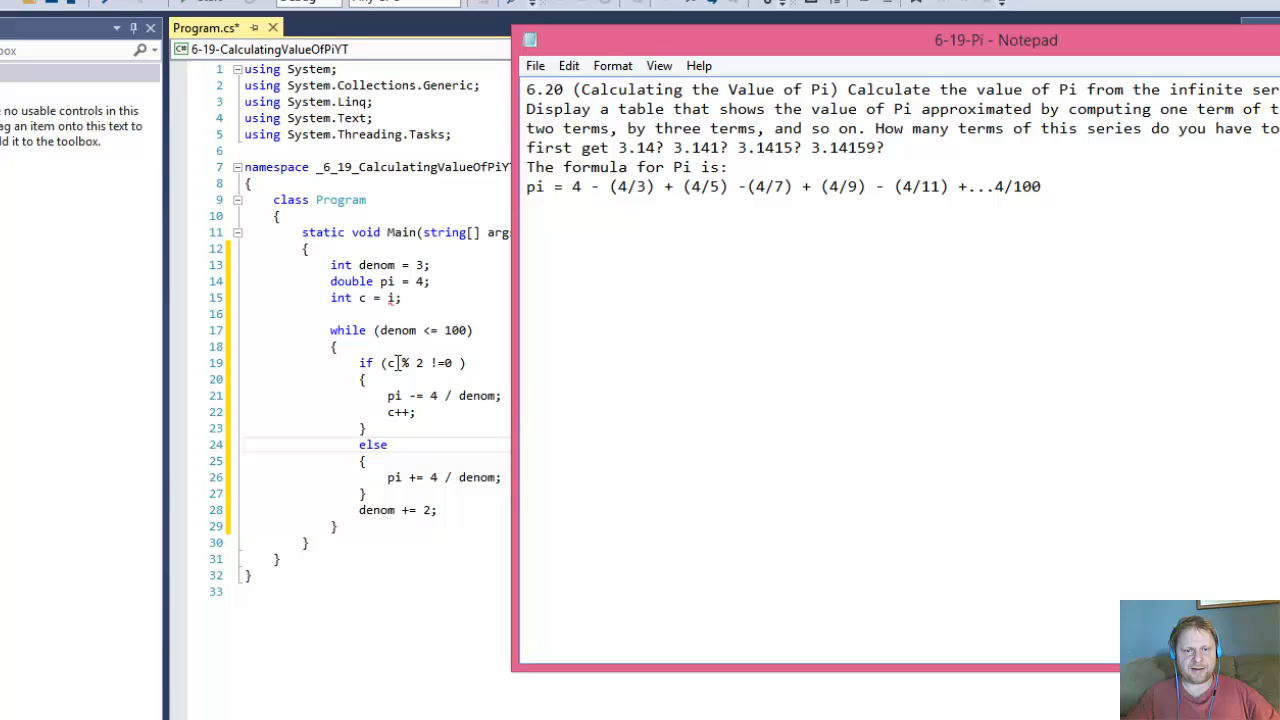 Program.cs*
6-19-CalculatingValueOfPiYT
box
e no usable controls in this
ag an item onto this text to
d it to the toolbox.
1 using System;
2 using System.Collections.Generic;
3 using System.Linq;
4 using System.Text;
5 using System.Threading.Tasks;
6
7 namespace _6_19_CalculatingValueOfPiYT
8 {
9 class Program
10 {
11 static void Main(string[] args
12 {
13 int denom = 3;
14 double pi = 4;
15 int c = i;
16
17 while (denom <= 100)
18 {
19 if (c % 2 !=0 )
20 {
21 pi -= 4 / denom;
22 c++;
23 }
24 else
25 {
26 pi += 4 / denom;
27 }
28 denom += 2;
29 }
30 }
31 }
32 }
33
6-19-Pi - Notepad
File Edit Format View Help
6.20 (Calculating the Value of Pi) Calculate the value of Pi from the infinite ser
Display a table that shows the value of Pi approximated by computing one term of t
two terms, by three terms, and so on. How many terms of this series do you have to
first get 3.14? 3.141? 3.1415? 3.14159?
The formula for Pi is:
pi = 4 - (4/3) + (4/5) -(4/7) + (4/9) - (4/11) +...4/100